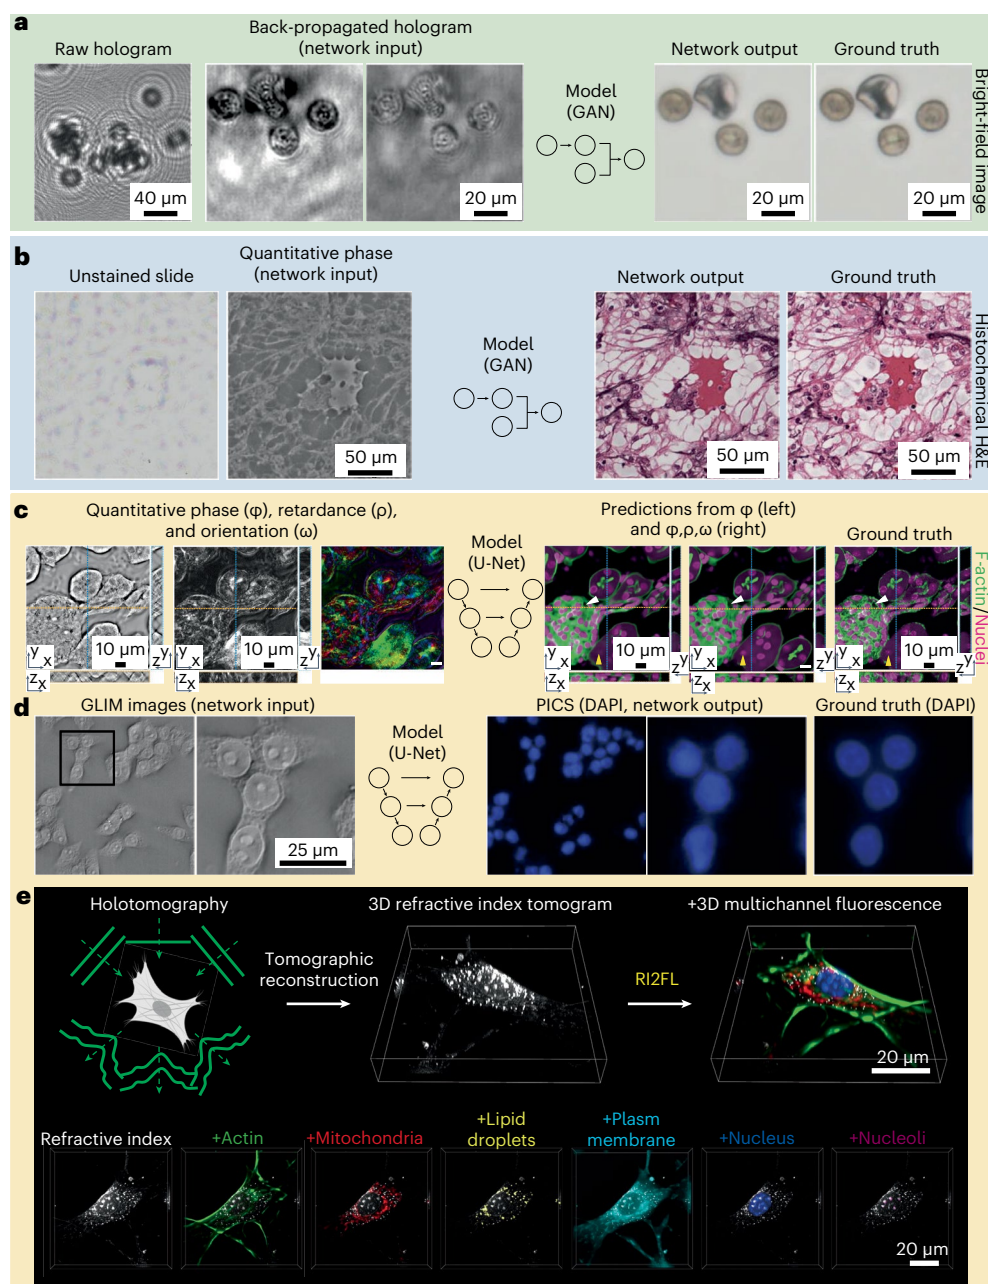 a
Raw hologram
Back-propagated hologram
(network input)
Model
(GAN)
Network output
Ground truth
Bright-field image
40 μm
20 μm
20 μm
20 μm
b
Unstained slide
Quantitative phase
(network input)
Model
(GAN)
Network output
Ground truth
Histochemical H&E
50 μm
50 μm
50 μm
c
Quantitative phase (φ), retardance (ρ),
and orientation (ω)
Model
(U-Net)
Predictions from φ (left)
and φ,ρ,ω (right)
Ground truth
F-actin/Nuclei
y
x
10 μm
z
y
z
x
y
x
10 μm
z
y
z
x
y
x
10 μm
z
y
z
x
y
x
z
y
z
x
y
x
10 μm
z
y
z
x
d
GLIM images (network input)
Model
(U-Net)
PICS (DAPI, network output)
Ground truth (DAPI)
25 μm
e
Holotomography
Tomographic
reconstruction
3D refractive index tomogram
RI2FL
+3D multichannel fluorescence
20 μm
Refractive index
+Actin
+Mitochondria
+Lipid
droplets
+Plasm
membrane
+Nucleus
+Nucleoli
20 μm